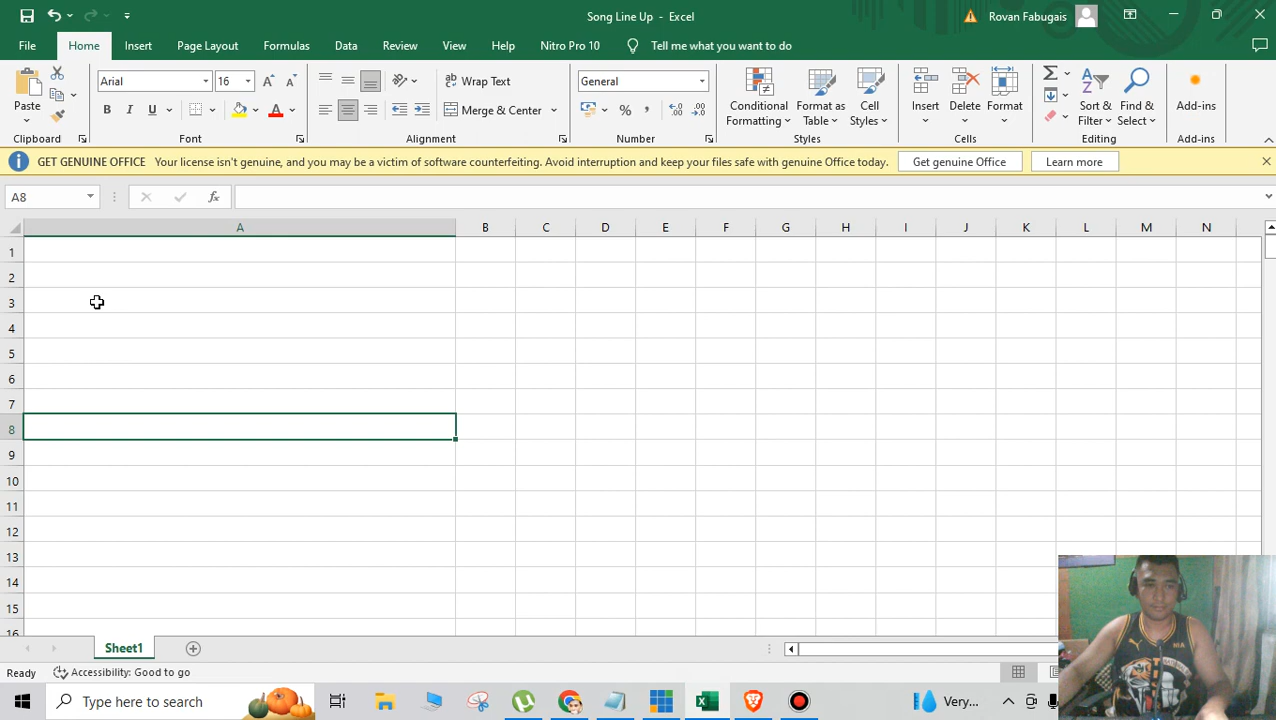 Song Line Up - Excel
Rovan Fabugais
File Home Insert Page Layout Formulas Data Review View Help Nitro Pro 10 Tell me what you want to do
Paste
Clipboard
Arial 16
B I U A
Font
Wrap Text
Merge & Center
Alignment
General
% ,
Number
Conditional Formatting
Format as Table
Cell Styles
Styles
Insert
Delete
Format
Cells
Sort & Filter
Find & Select
Editing
Add-ins
Add-ins
GET GENUINE OFFICE Your license isn't genuine, and you may be a victim of software counterfeiting. Avoid interruption and keep your files safe with genuine Office today. Get genuine Office Learn more
A8 fx
A B C D E F G H I J K L M N
1
2
3
4
5
6
7
8
9
10
11
12
13
14
15
16
Sheet1
Ready Accessibility: Good to go
Type here to search Very...